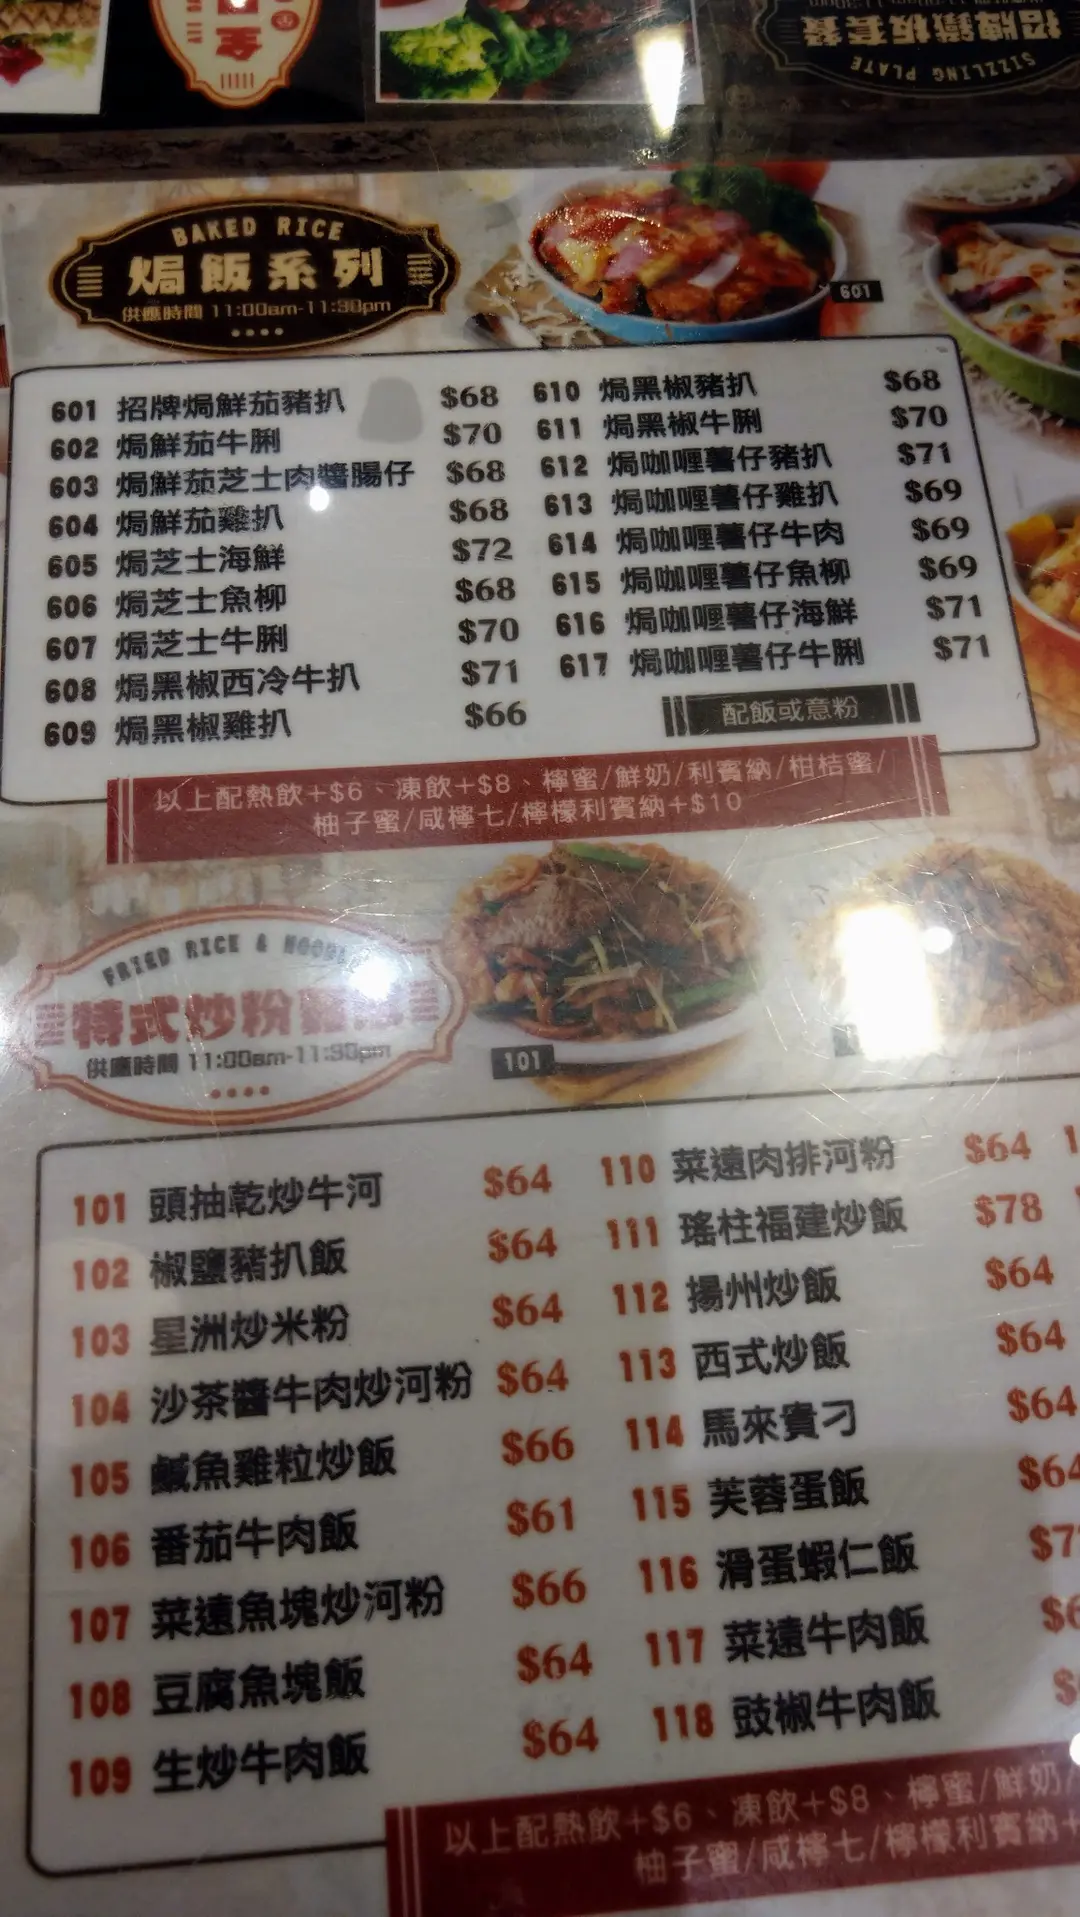 招牌鐵板套餐
SIZZLING PLATE
BAKED RICE
焗飯系列
供應時間 11:00am-11:30pm
601
601 招牌焗鮮茄豬扒 $68
602 焗鮮茄牛脷 $70
603 焗鮮茄芝士肉醬腸仔 $68
604 焗鮮茄雞扒 $68
605 焗芝士海鮮 $72
606 焗芝士魚柳 $68
607 焗芝士牛脷 $70
608 焗黑椒西冷牛扒 $71
609 焗黑椒雞扒 $66
610 焗黑椒豬扒 $68
611 焗黑椒牛脷 $70
612 焗咖喱薯仔豬扒 $71
613 焗咖喱薯仔雞扒 $69
614 焗咖喱薯仔牛肉 $69
615 焗咖喱薯仔魚柳 $69
616 焗咖喱薯仔海鮮 $71
617 焗咖喱薯仔牛脷 $71
配飯或意粉
以上配熱飲+$6、凍飲+$8、檸蜜/鮮奶/利賓納/柑桔蜜/
柚子蜜/咸檸七/檸檬利賓納+$10
FRIED RICE &
特式炒粉
供應時間 11:00am-11:30pm
101
101 頭抽乾炒牛河 $64
102 椒鹽豬扒飯 $64
103 星洲炒米粉 $64
104 沙茶醬牛肉炒河粉 $64
105 鹹魚雞粒炒飯 $66
106 番茄牛肉飯 $61
107 菜遠魚塊炒河粉 $66
108 豆腐魚塊飯 $64
109 生炒牛肉飯 $64
110 菜遠肉排河粉 $64
111 瑤柱福建炒飯 $78
112 揚州炒飯 $64
113 西式炒飯 $64
114 馬來貴刁 $64
115 芙蓉蛋飯 $64
116 滑蛋蝦仁飯
117 菜遠牛肉飯
118 豉椒牛肉飯
以上配熱飲+$6、凍飲+$8、檸蜜/鮮奶/
柚子蜜/咸檸七/檸檬利賓納+